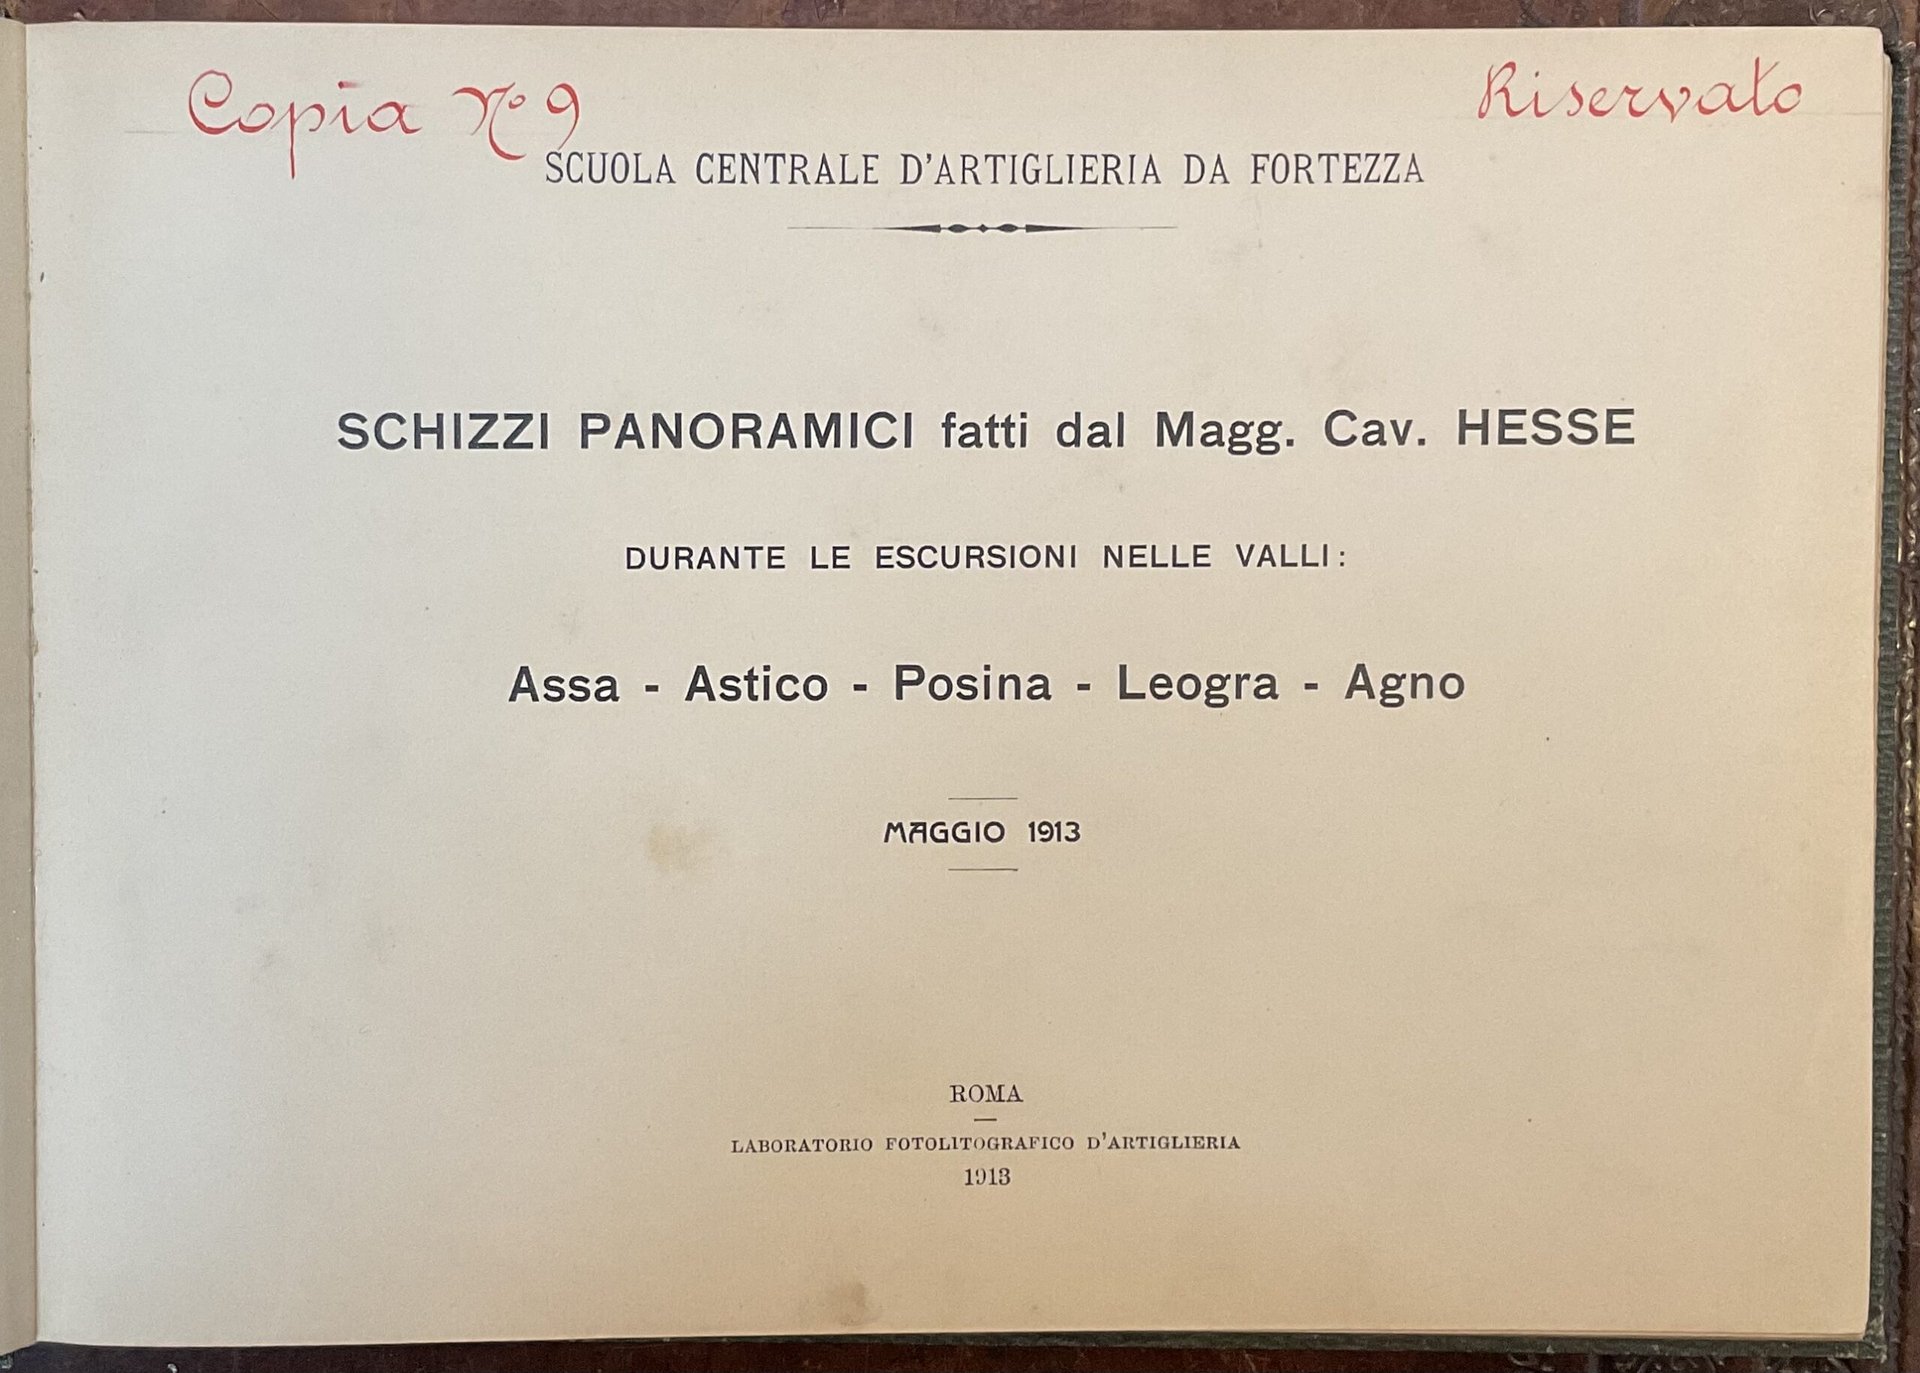 Copia N.º 9
Riservato
SCUOLA CENTRALE D'ARTIGLIERIA DA FORTEZZA
SCHIZZI PANORAMICI fatti dal Magg. Cav. HESSE
DURANTE LE ESCURSIONI NELLE VALLI:
Assa - Astico - Posina - Leogra - Agno
MAGGIO 1913
ROMA
LABORATORIO FOTOLITOGRAFICO D'ARTIGLIERIA
1913